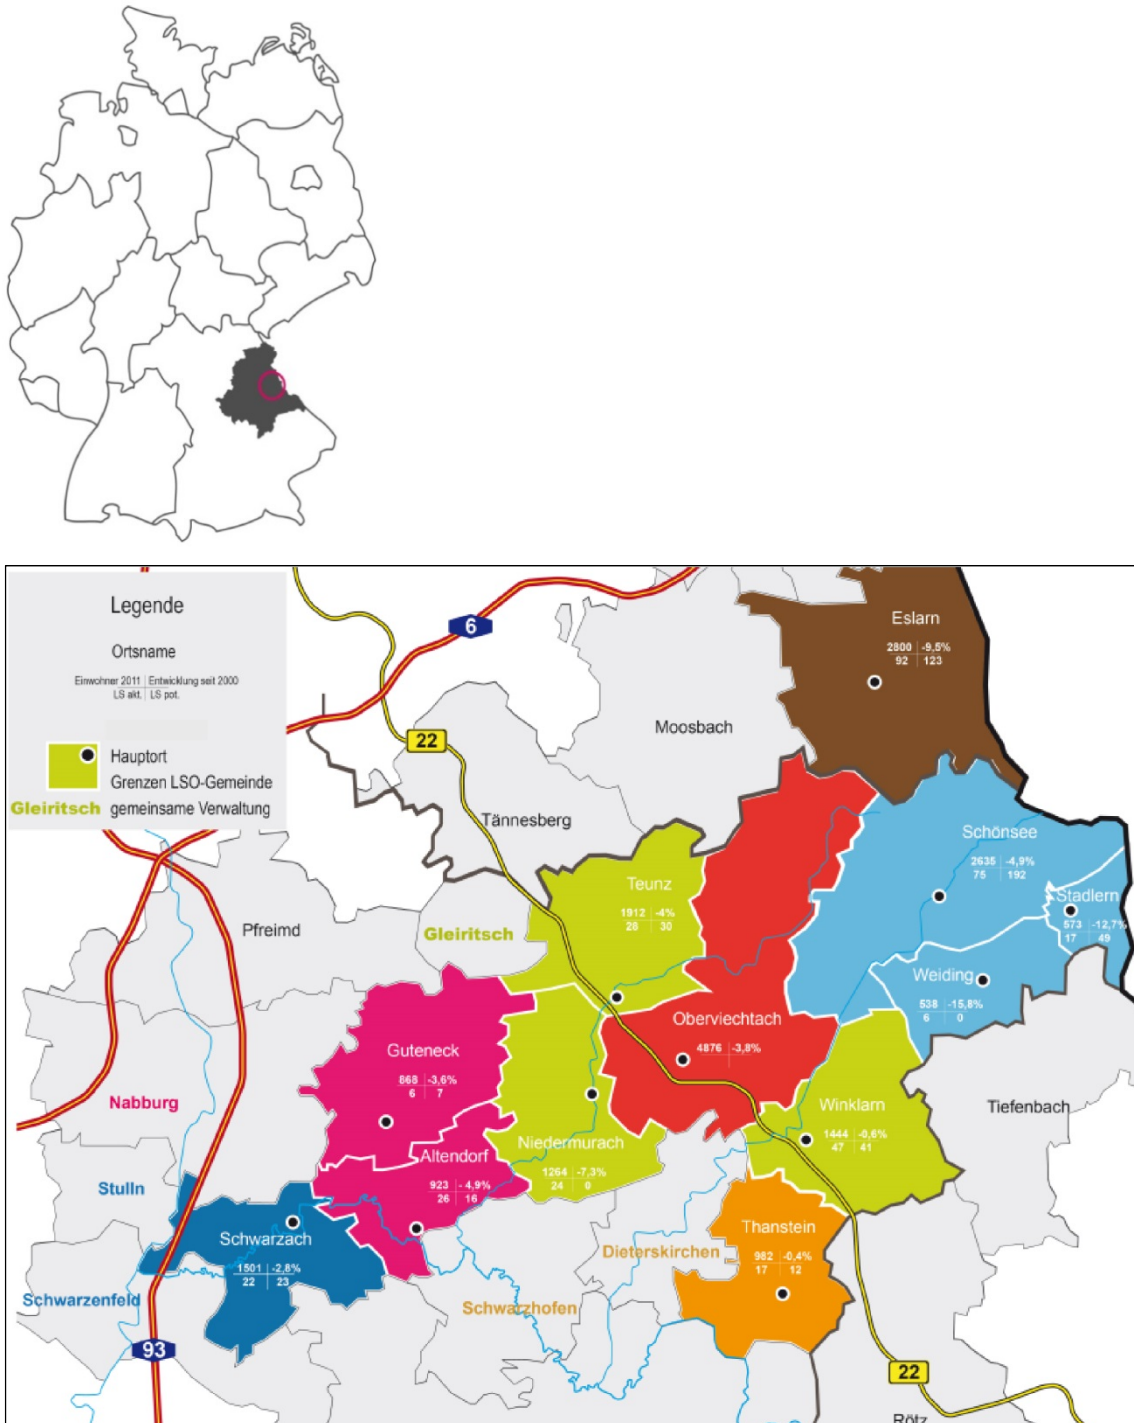 Legende
Ortsname
Einwohner 2011 Entwicklung seit 2000
LS akt. LS pot.
Hauptort
Grenzen LSO-Gemeinde
Gleiritsch gemeinsame Verwaltung
6
Eslarn
2800 -9,5%
92 123
Moosbach
22
Tännesberg
Schönsee
2635 -4,9%
75 192
Teunz
1912 -4%
28 30
Stadlern
573 -12,7%
17 49
Gleiritsch
Pfreimd
Weiding
538 -15,8%
6 0
Oberviechtach
4876 -3,8%
Guteneck
868 -3,6%
6 7
Nabburg
Winklarn
1444 -0,6%
47 41
Tiefenbach
Niedermurach
1264 -7,3%
24 0
Altendorf
923 -4,9%
26 16
Stulln
Schwarzach
1501 -2,8%
22 23
Thanstein
982 -0,4%
17 12
Dieterskirchen
Schwarzenfeld
Schwarzhofen
93
22
Rötz